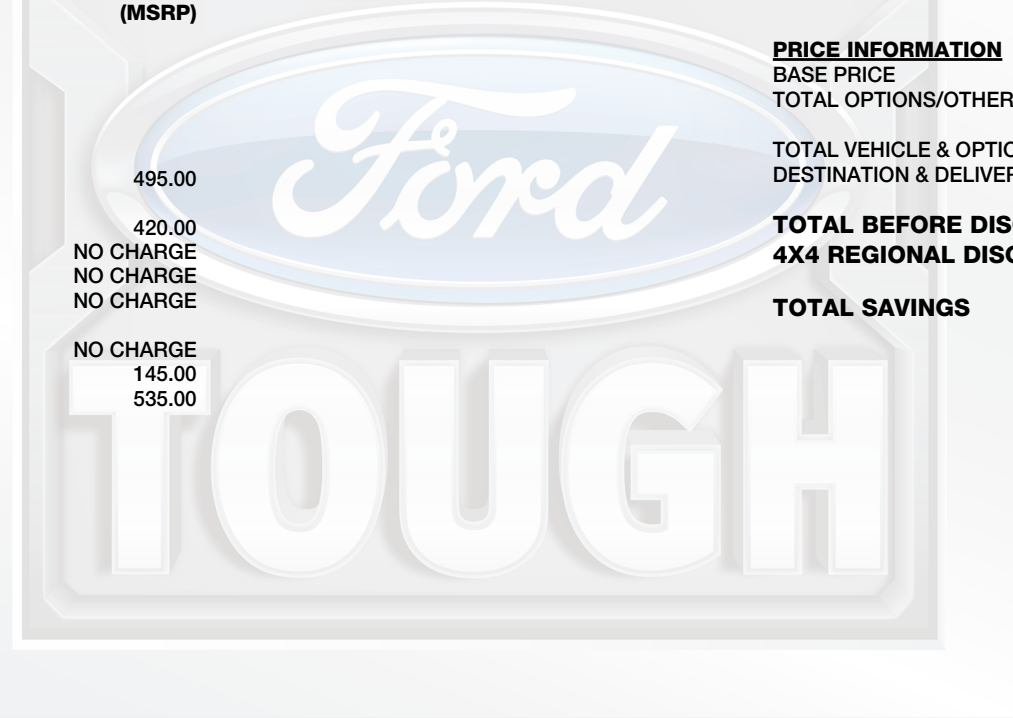 (MSRP)
495.00
420.00
NO CHARGE
NO CHARGE
NO CHARGE
NO CHARGE
145.00
535.00
PRICE INFORMATION
BASE PRICE
TOTAL OPTIONS/OTHER
TOTAL VEHICLE & OPTIO
DESTINATION & DELIVER
TOTAL BEFORE DIS
4X4 REGIONAL DISC
TOTAL SAVINGS
Ford
TOUGH